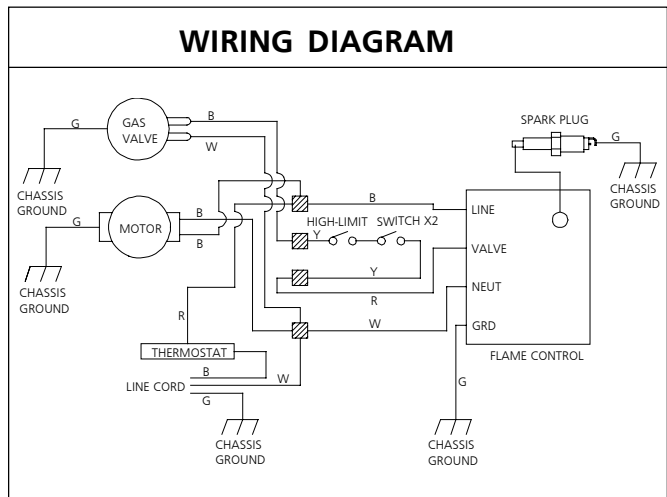 WIRING DIAGRAM
GAS
VALVE
B
W
G
CHASSIS
GROUND
SPARK PLUG
G
CHASSIS
GROUND
MOTOR
B
B
G
CHASSIS
GROUND
B
HIGH-LIMIT SWITCH X2
Y
Y
R
W
LINE
VALVE
NEUT
GRD
FLAME CONTROL
R
THERMOSTAT
LINE CORD
B
W
G
CHASSIS
GROUND
G
CHASSIS
GROUND